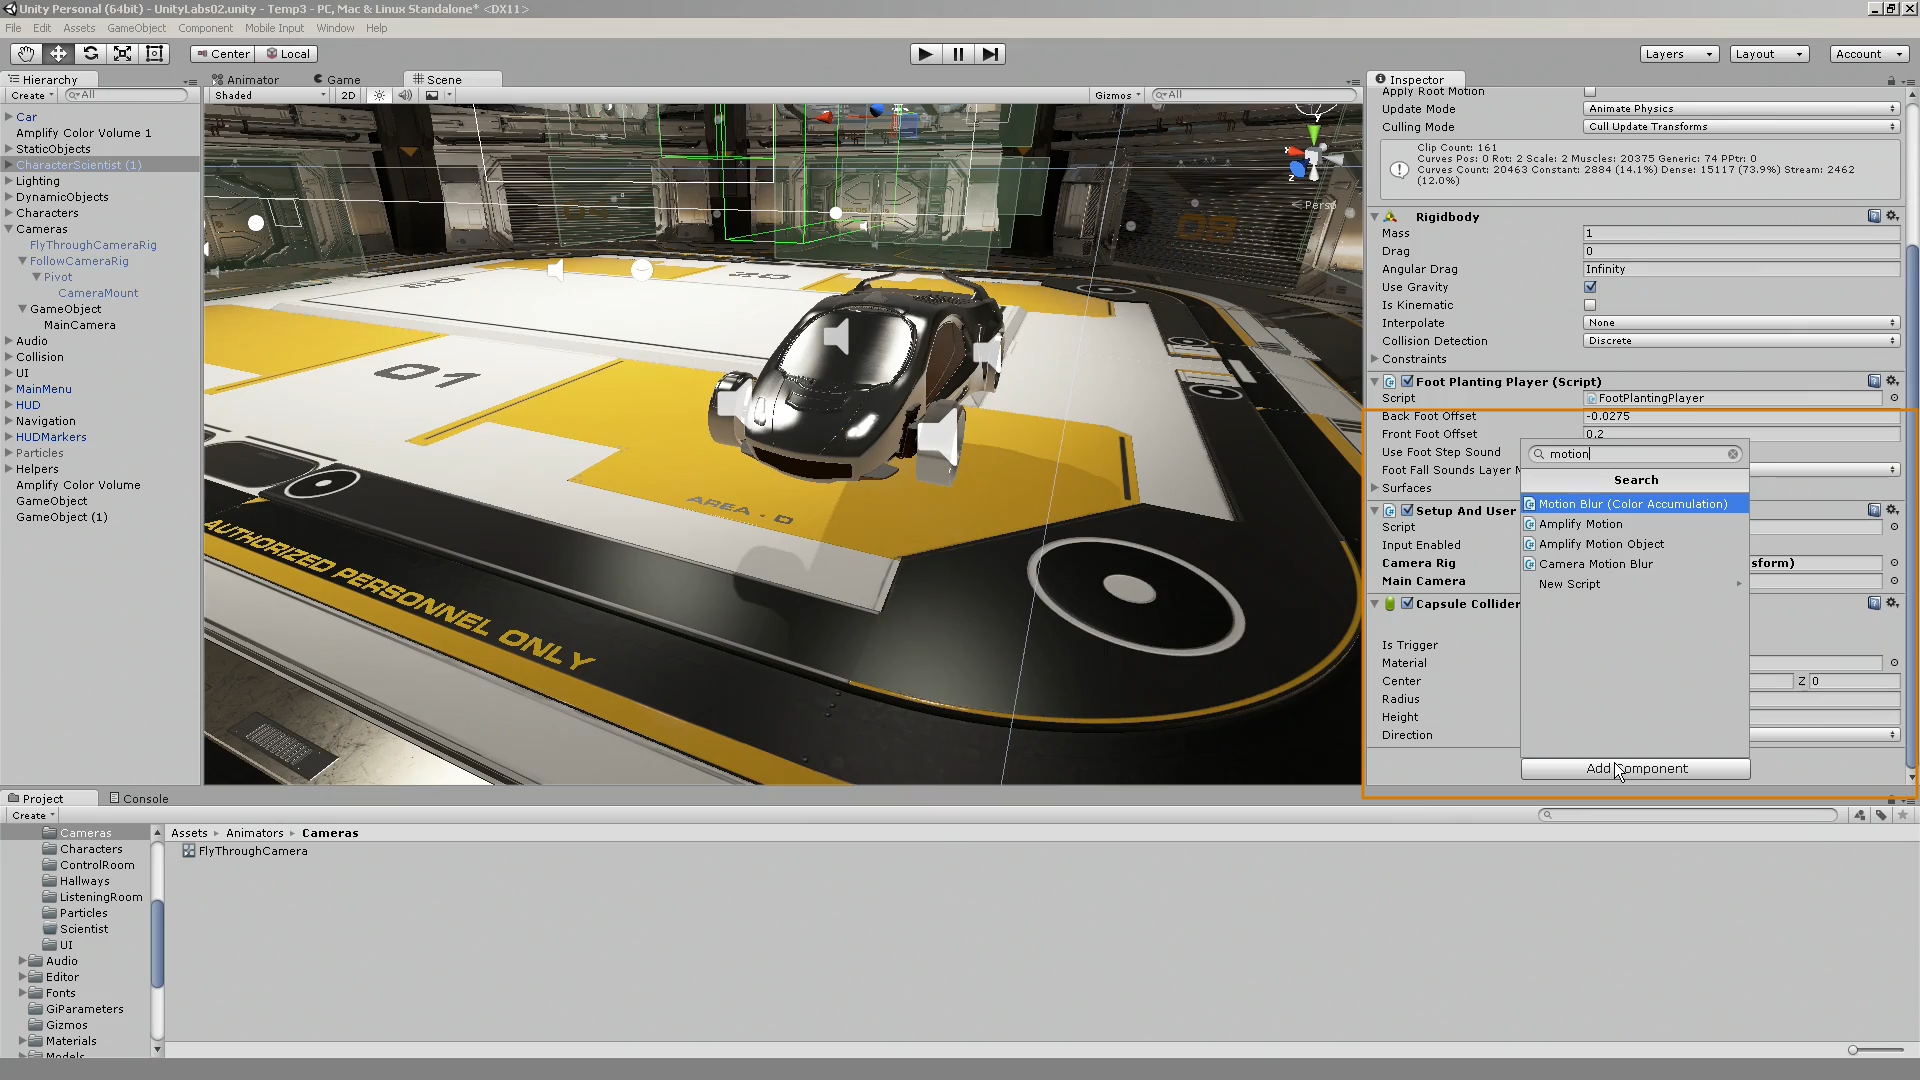 Unity Personal (64bit) - UnityLabs02.unity - Temp3 - PC, Mac & Linux Standalone* <DX11>
File Edit Assets GameObject Component Mobile Input Window Help
Center Local Layers Layout Account
Hierarchy
Create All
Car
Amplify Color Volume 1
StaticObjects
CharacterScientist (1)
Lighting
DynamicObjects
Characters
Cameras
FlyThroughCameraRig
FollowCameraRig
Pivot
CameraMount
GameObject
MainCamera
Audio
Collision
UI
MainMenu
HUD
Navigation
HUDMarkers
Particles
Helpers
Amplify Color Volume
GameObject
GameObject (1)
Animator Game Scene
Shaded 2D Gizmos All
y
z
Persp
08
01
AREA - D
AUTHORIZED PERSONNEL ONLY
Inspector
Apply Root Motion
Update Mode Animate Physics
Culling Mode Cull Update Transforms
Clip Count: 161
Curves Pos: 0 Rot: 2 Scale: 2 Muscles: 20375 Generic: 74 PPtr: 0
Curves Count: 20463 Constant: 2884 (14.1%) Dense: 15117 (73.9%) Stream: 2462
(12.0%)
Rigidbody
Mass 1
Drag 0
Angular Drag Infinity
Use Gravity
Is Kinematic
Interpolate None
Collision Detection Discrete
Constraints
Foot Planting Player (Script)
Script FootPlantingPlayer
Back Foot Offset -0.0275
Front Foot Offset 0.2
Use Foot Step Sound
Foot Fall Sounds Layer
Surfaces
Setup And User
Script
Input Enabled
Camera Rig sform)
Main Camera
Capsule Collider
Is Trigger
Material
Center Z 0
Radius
Height
Direction
motion
Search
Motion Blur (Color Accumulation)
Amplify Motion
Amplify Motion Object
Camera Motion Blur
New Script
Add Component
Project Console
Create
Cameras
Characters
ControlRoom
Hallways
ListeningRoom
Particles
Scientist
UI
Audio
Editor
Fonts
GiParameters
Gizmos
Materials
Models
Assets Animators Cameras
FlyThroughCamera